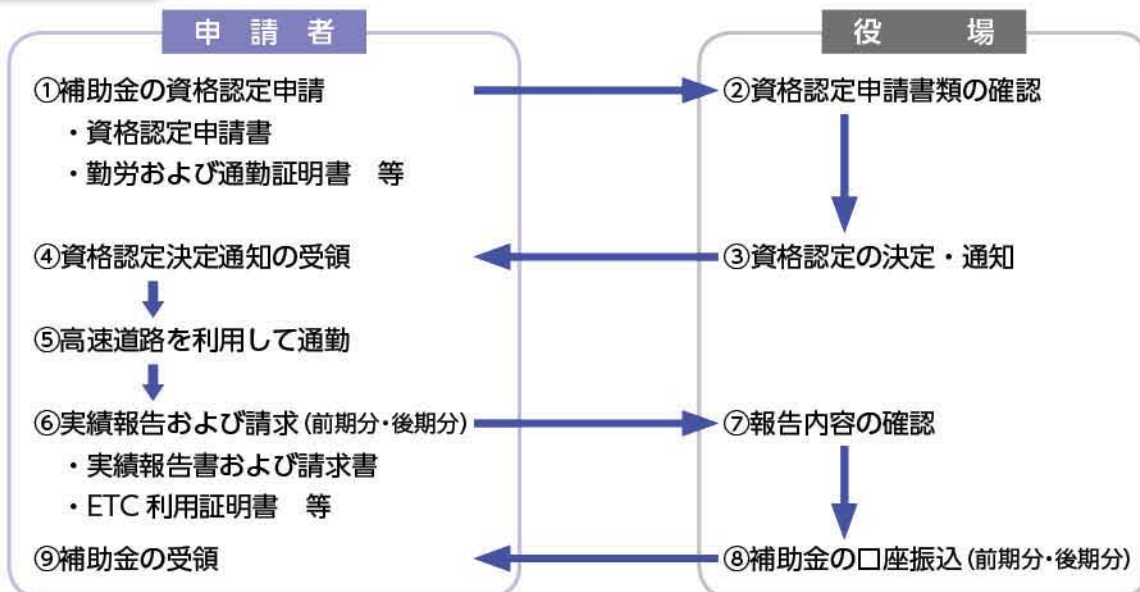 申請者
役場
①補助金の資格認定申請
・資格認定申請書
・勤労および通勤証明書　等
②資格認定申請書類の確認
③資格認定の決定・通知
④資格認定決定通知の受領
⑤高速道路を利用して通勤
⑥実績報告および請求(前期分・後期分)
・実績報告書および請求書
・ETC 利用証明書　等
⑦報告内容の確認
⑧補助金の口座振込(前期分・後期分)
⑨補助金の受領